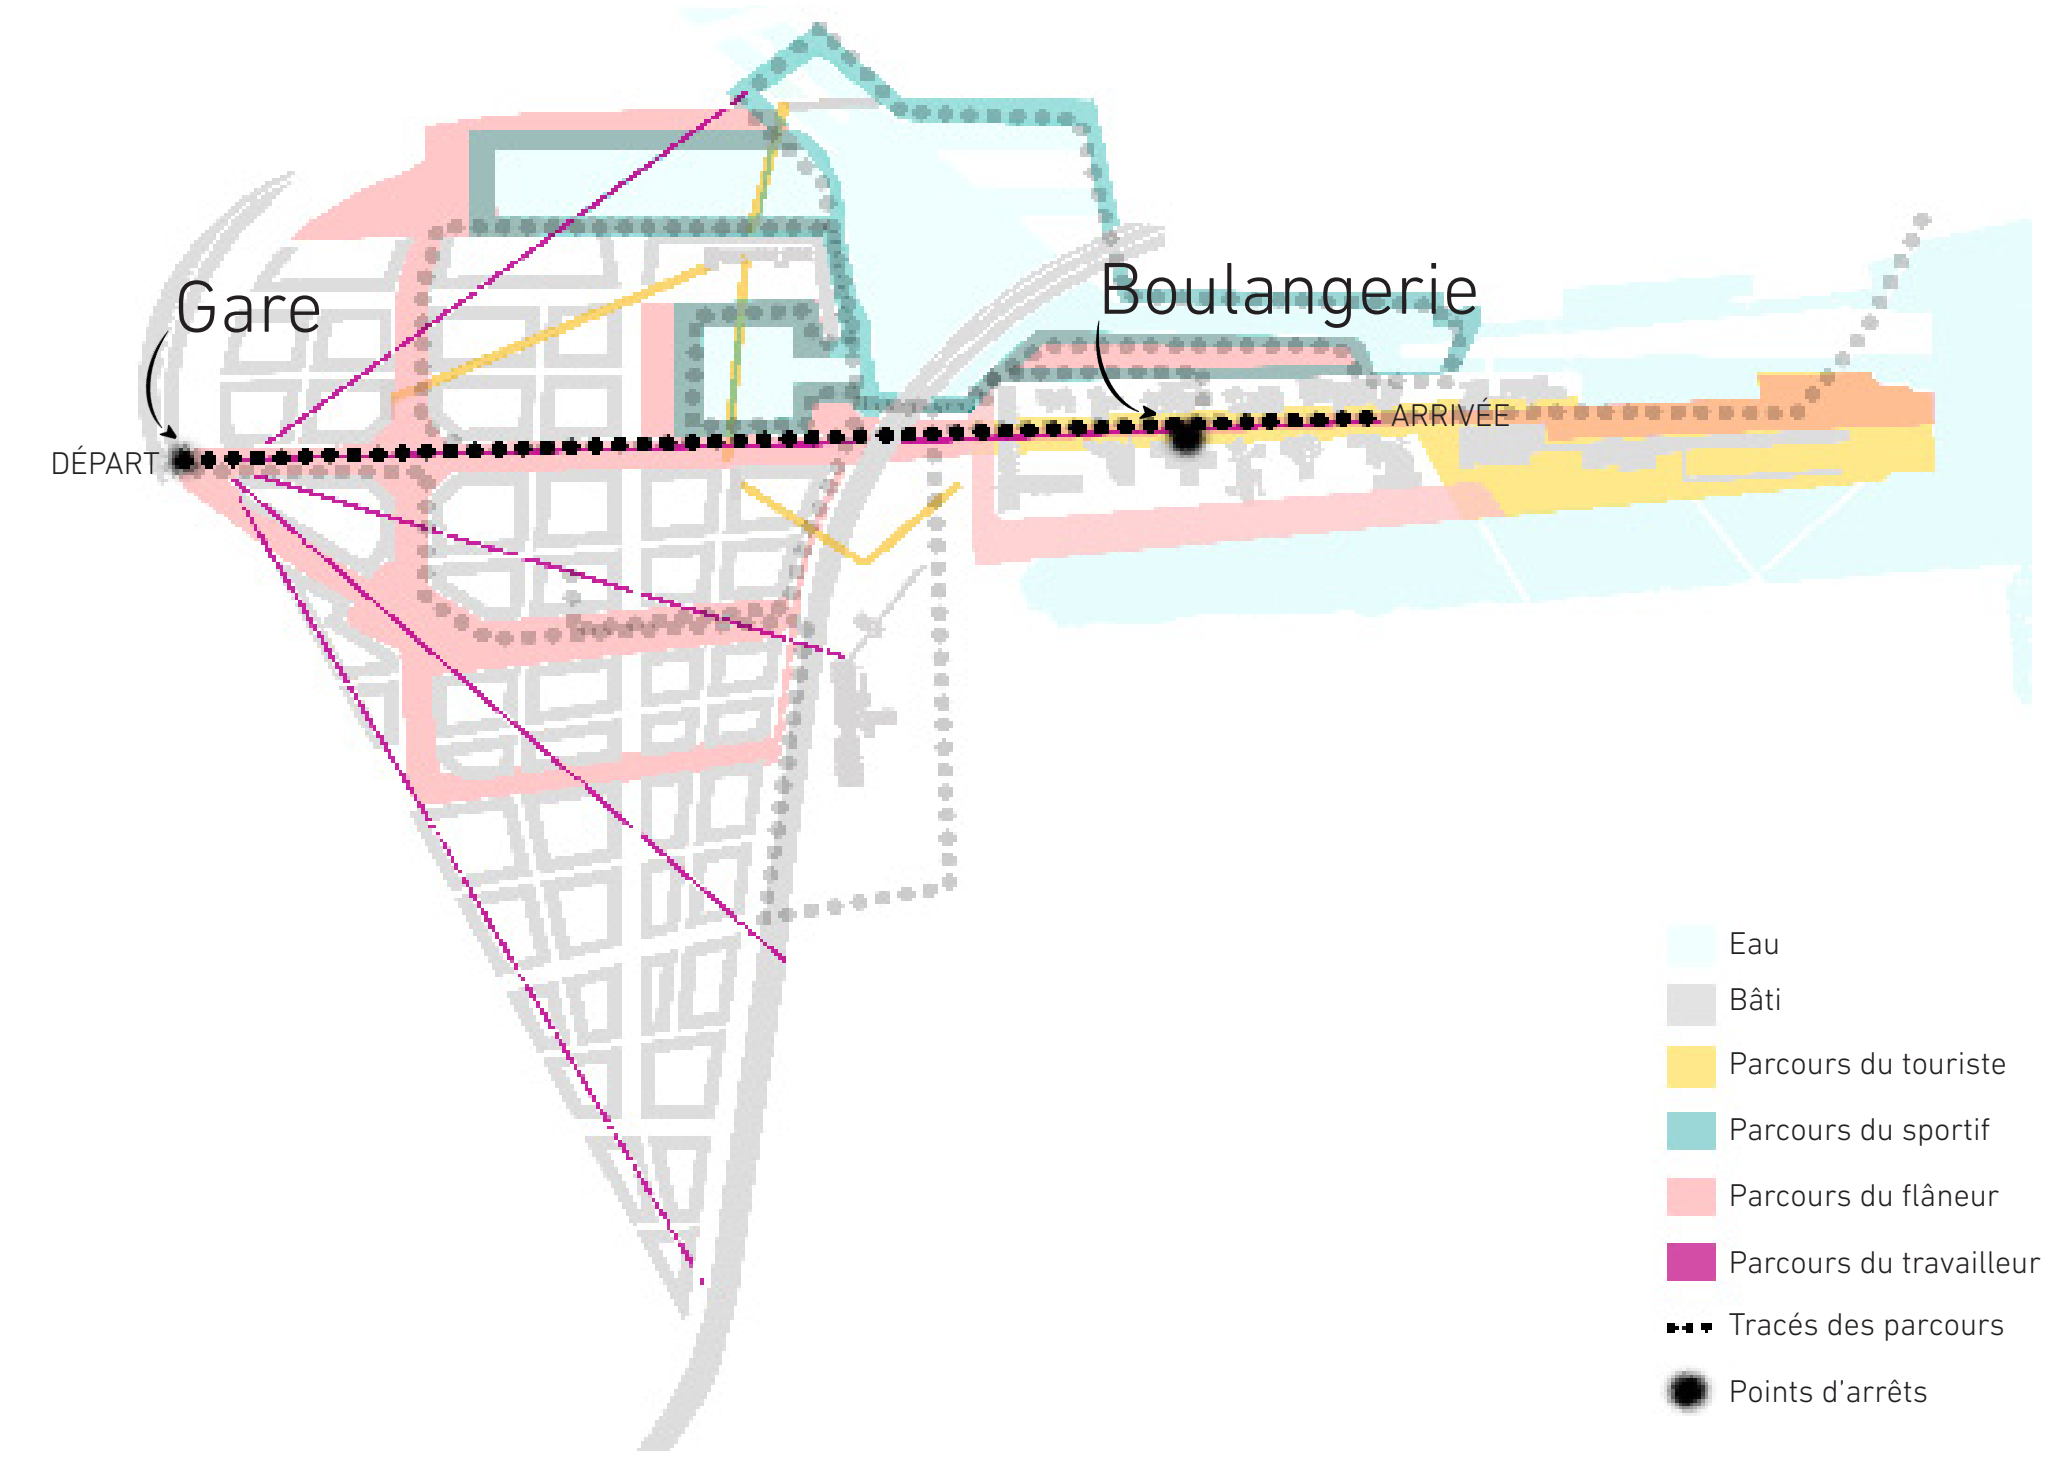 Gare
Boulangerie
ARRIVÉE
DÉPART
Eau
Bâti
Parcours du touriste
Parcours du sportif
Parcours du flâneur
Parcours du travailleur
Tracés des parcours
Points d'arrêts